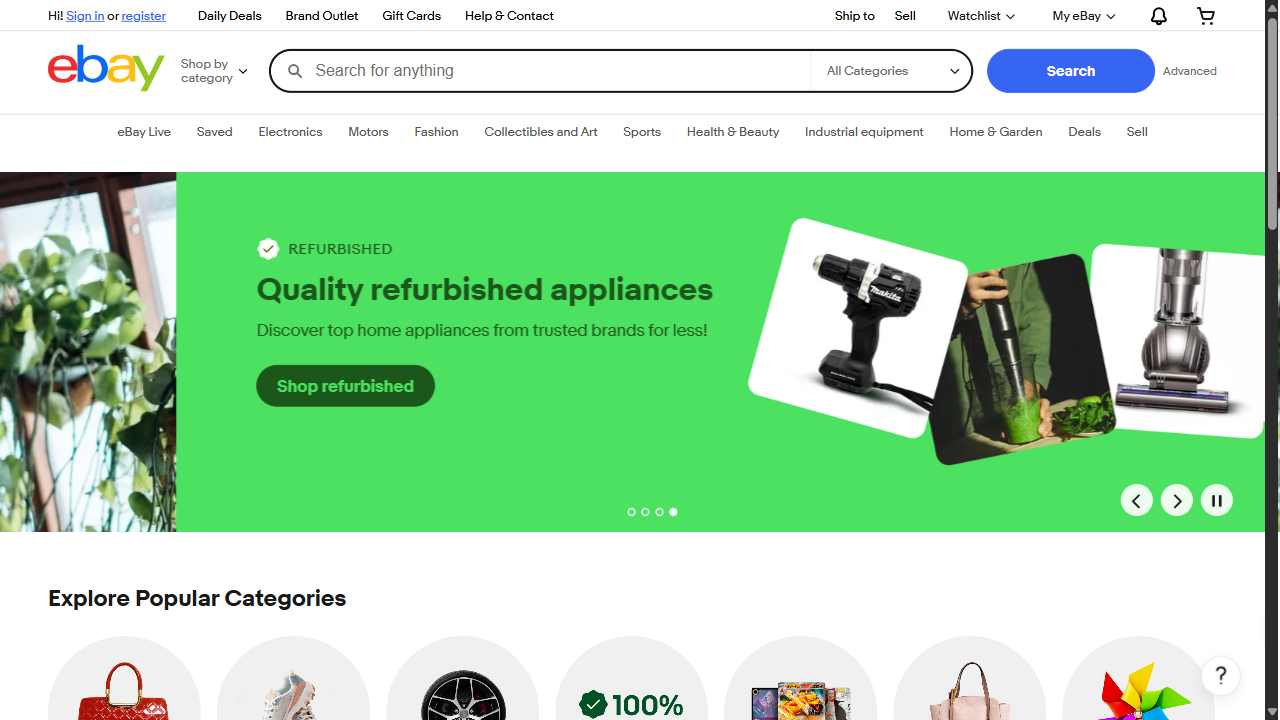 Hi! Sign in or register Daily Deals Brand Outlet Gift Cards Help & Contact Ship to Sell Watchlist My eBay
ebay
Shop by
category
Search for anything
All Categories
Search
Advanced
eBay Live Saved Electronics Motors Fashion Collectibles and Art Sports Health & Beauty Industrial equipment Home & Garden Deals Sell
REFURBISHED
Quality refurbished appliances
Discover top home appliances from trusted brands for less!
Shop refurbished
makita
Explore Popular Categories
100%
?